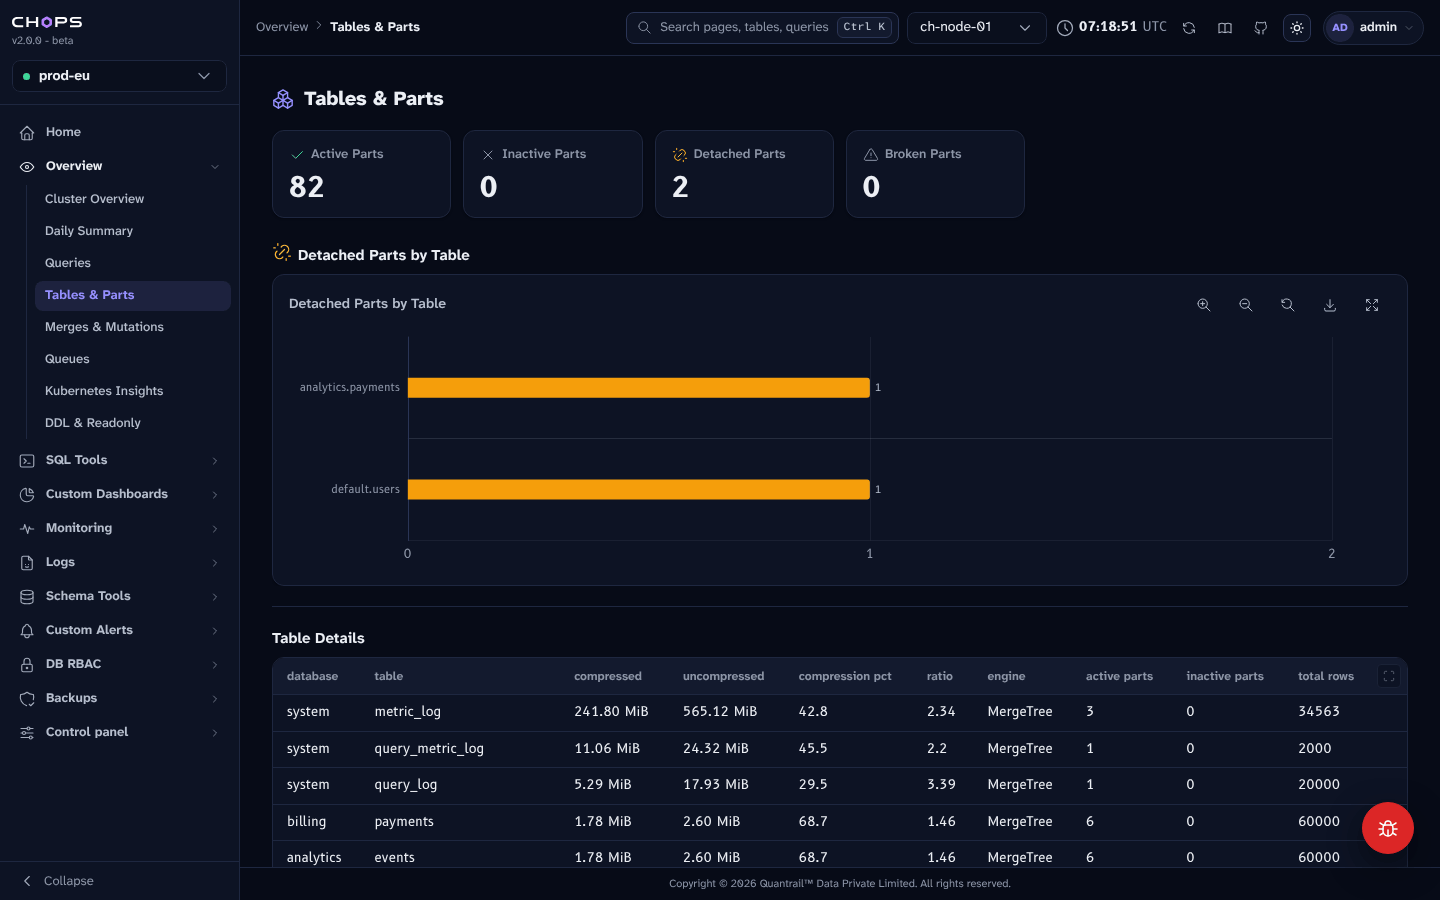 CHOPS
v2.0.0 - beta
prod-eu
Home
Overview
Cluster Overview
Daily Summary
Queries
Tables & Parts
Merges & Mutations
Queues
Kubernetes Insights
DDL & Readonly
SQL Tools
Custom Dashboards
Monitoring
Logs
Schema Tools
Custom Alerts
DB RBAC
Backups
Control panel
Collapse
Overview > Tables & Parts
Search pages, tables, queries Ctrl K
ch-node-01
07:18:51 UTC
AD admin
Tables & Parts
Active Parts
82
Inactive Parts
0
Detached Parts
2
Broken Parts
0
Detached Parts by Table
Detached Parts by Table
analytics.payments 1
default.users 1
0 1 2
Table Details
database table compressed uncompressed compression pct ratio engine active parts inactive parts total rows
system metric_log 241.80 MiB 565.12 MiB 42.8 2.34 MergeTree 3 0 34563
system query_metric_log 11.06 MiB 24.32 MiB 45.5 2.2 MergeTree 1 0 2000
system query_log 5.29 MiB 17.93 MiB 29.5 3.39 MergeTree 1 0 20000
billing payments 1.78 MiB 2.60 MiB 68.7 1.46 MergeTree 6 0 60000
analytics events 1.78 MiB 2.60 MiB 68.7 1.46 MergeTree 6 0 60000
Copyright © 2026 Quantrail™ Data Private Limited. All rights reserved.